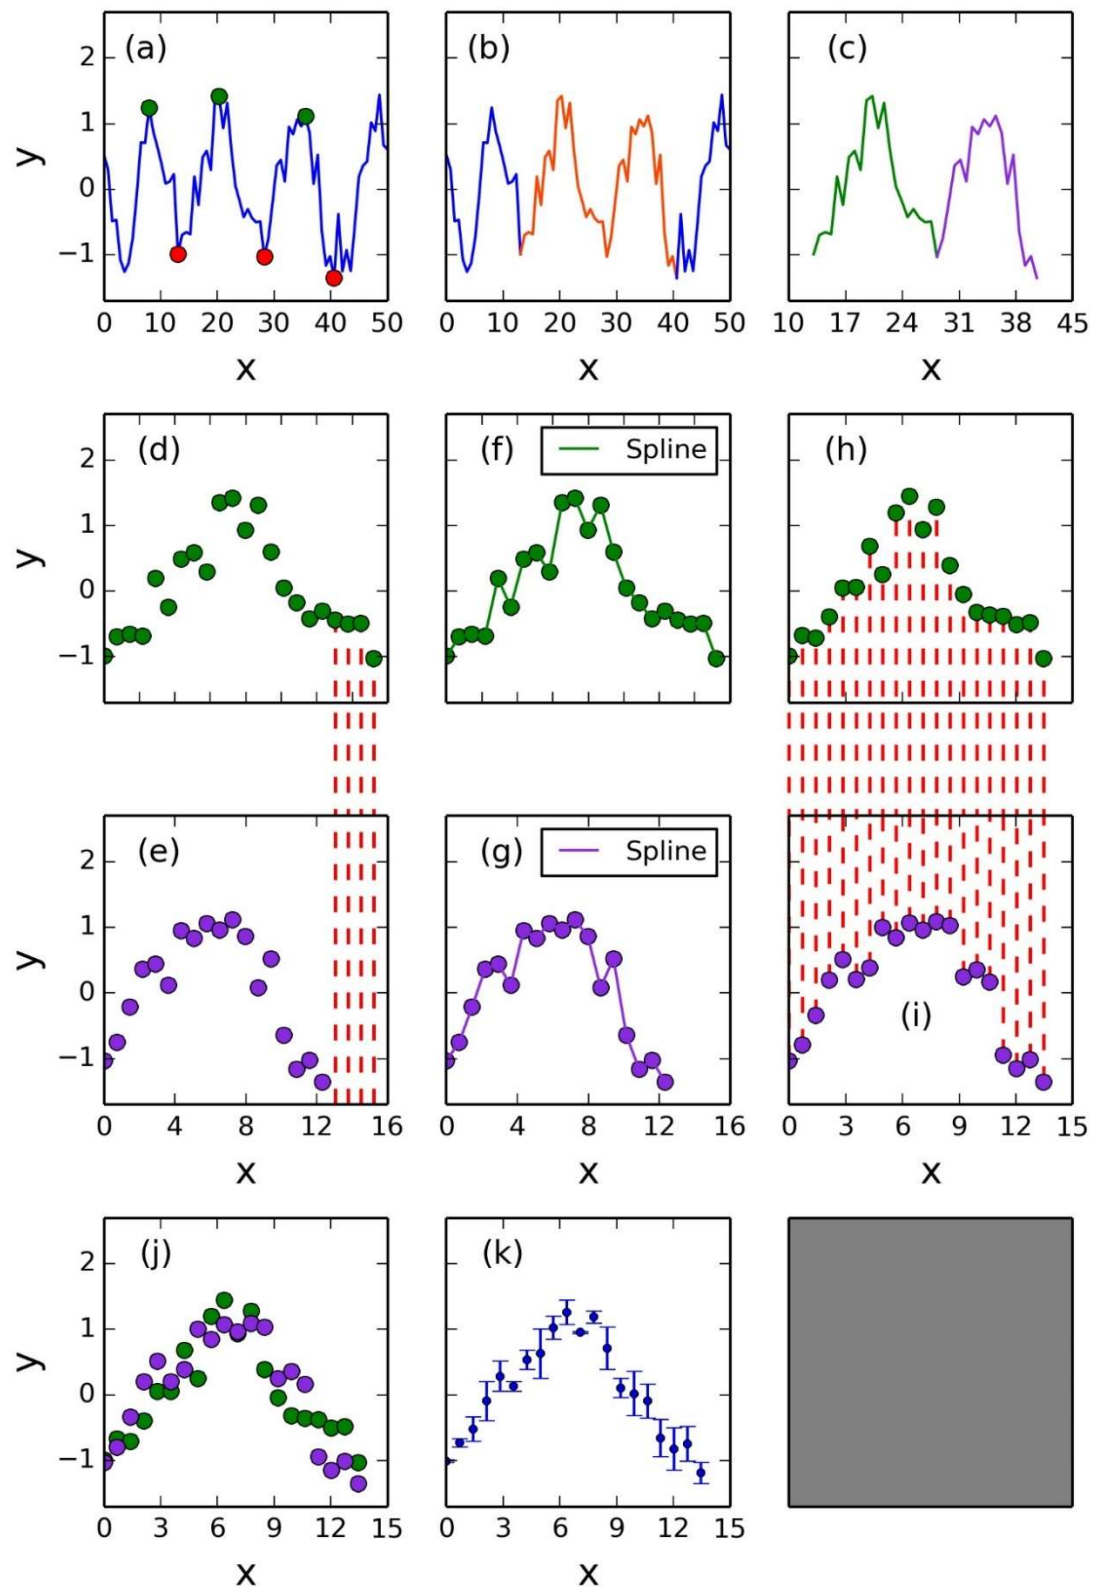 (a) (b) (c)
2
1
0
−1
y
0 10 20 30 40 50 0 10 20 30 40 50 10 17 24 31 38 45
x x x
(d) (f) Spline (h)
2
1
0
−1
y
(e) (g) Spline
2
1
0
−1
y
(i)
0 4 8 12 16 0 4 8 12 16 0 3 6 9 12 15
x x x
(j) (k)
2
1
0
−1
y
0 3 6 9 12 15 0 3 6 9 12 15
x x